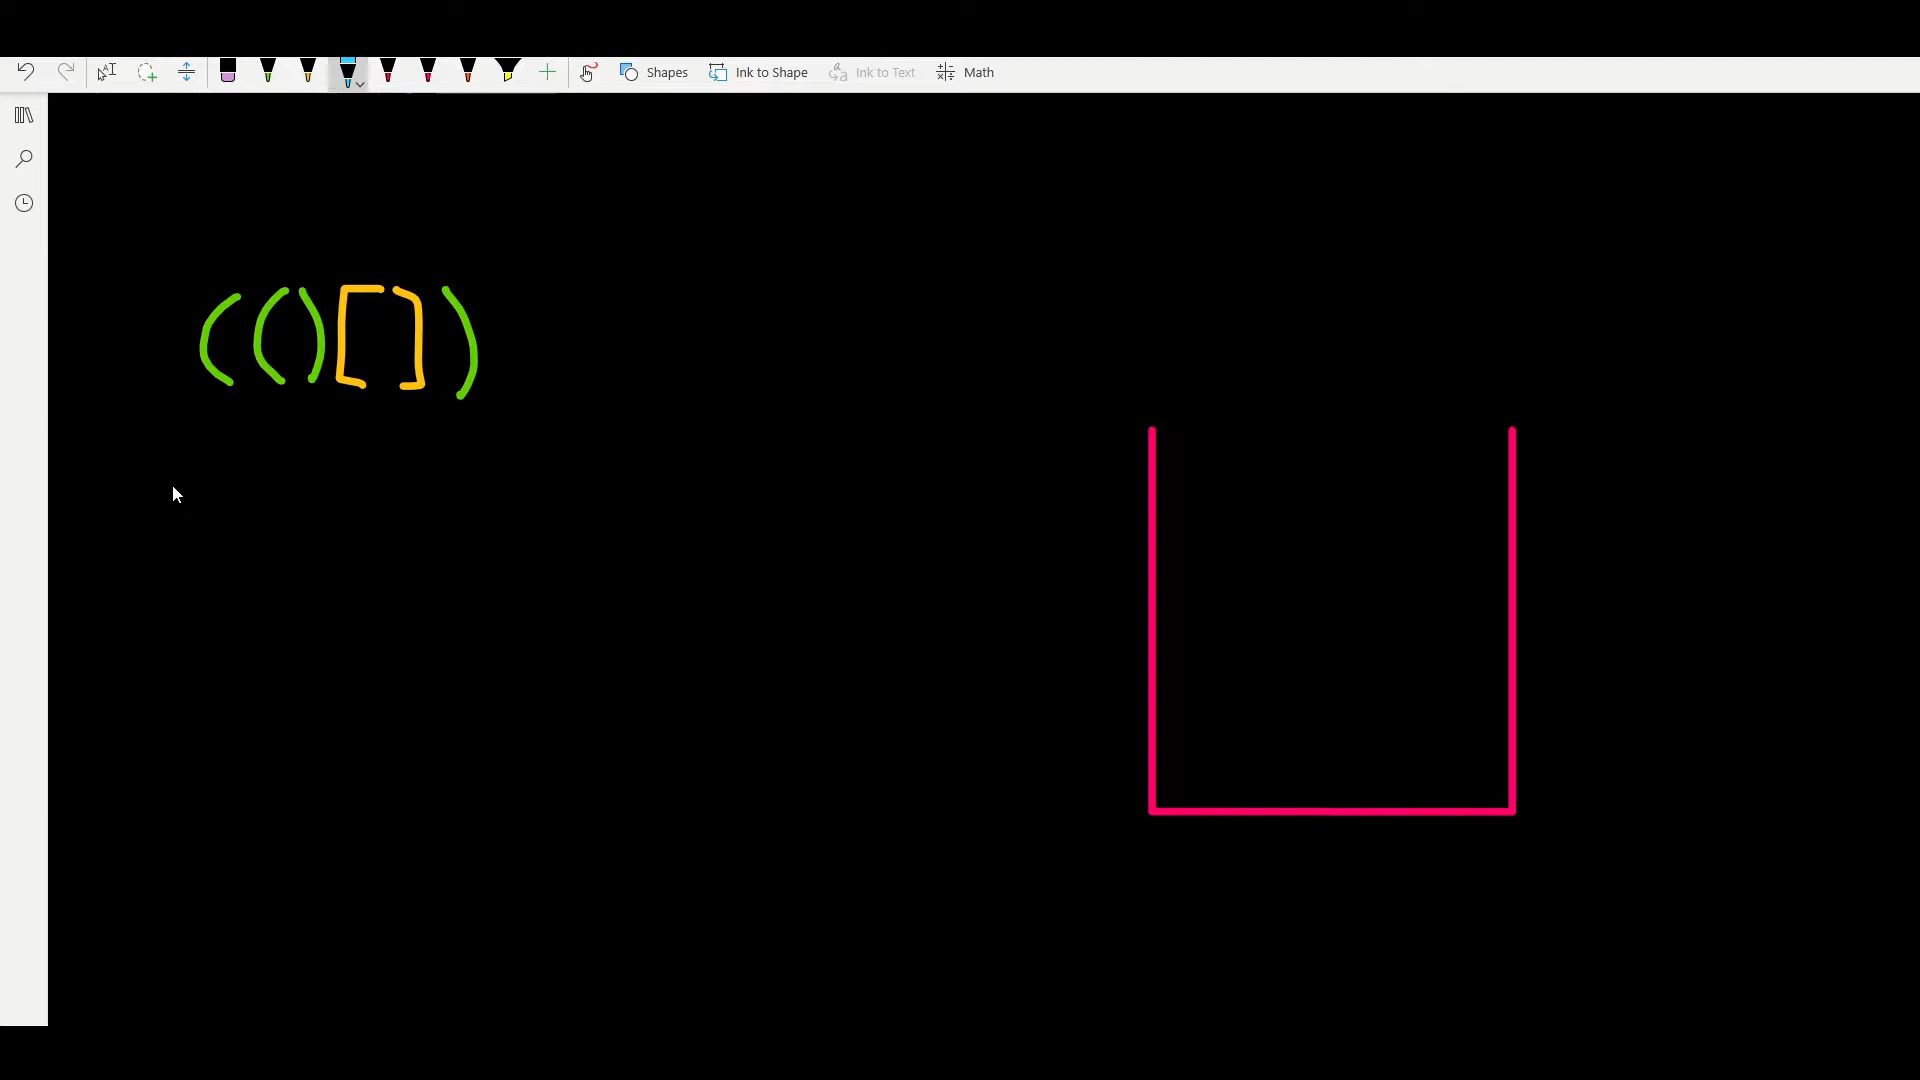 Shapes Ink to Shape Ink to Text Math
(()[])